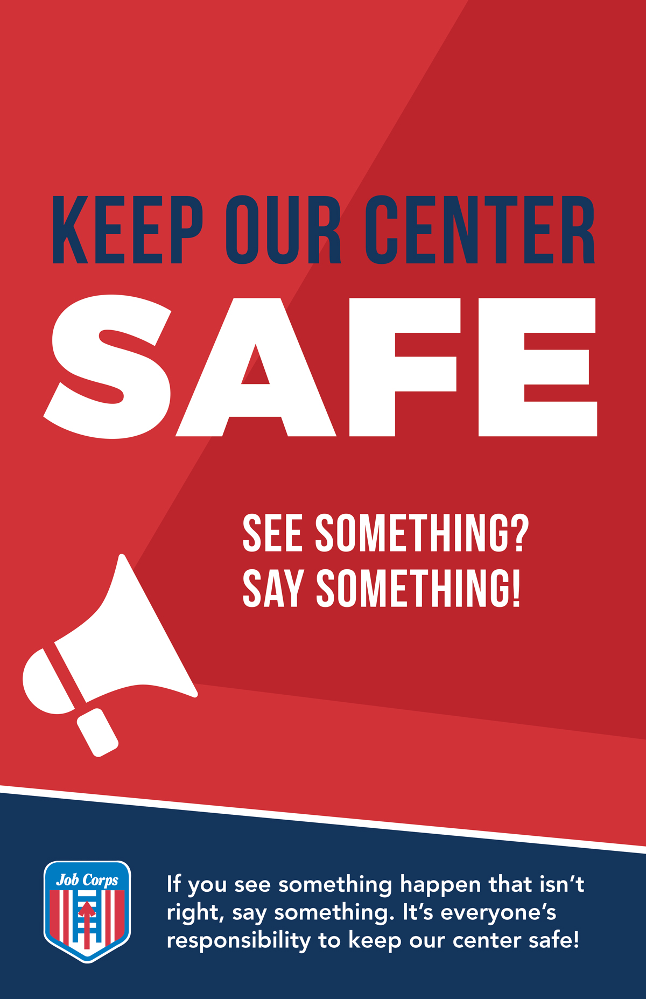 KEEP OUR CENTER
SAFE
SEE SOMETHING?
SAY SOMETHING!
Job Corps
If you see something happen that isn’t
right, say something. It’s everyone’s
responsibility to keep our center safe!